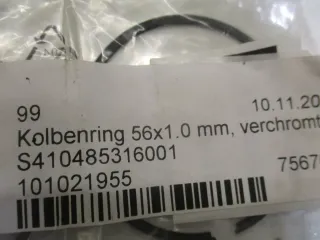 99 10.11.20
Kolbenring 56x1.0 mm, verchromt
S410485316001
101021955 7567